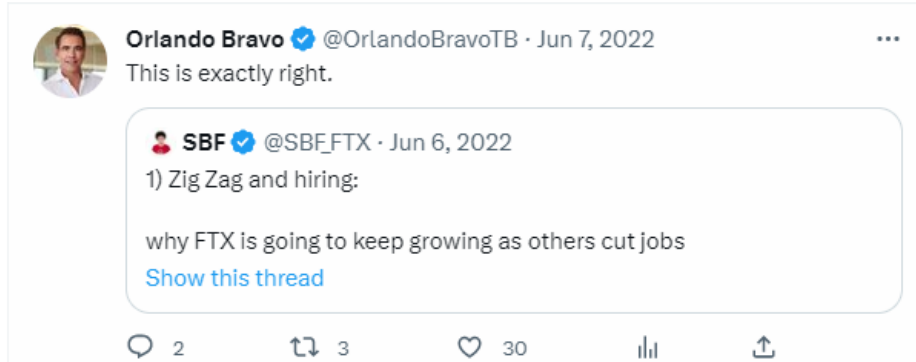 Orlando Bravo @OrlandoBravoTB · Jun 7, 2022
This is exactly right.
SBF @SBF_FTX · Jun 6, 2022
1) Zig Zag and hiring:
why FTX is going to keep growing as others cut jobs
Show this thread
2 3 30